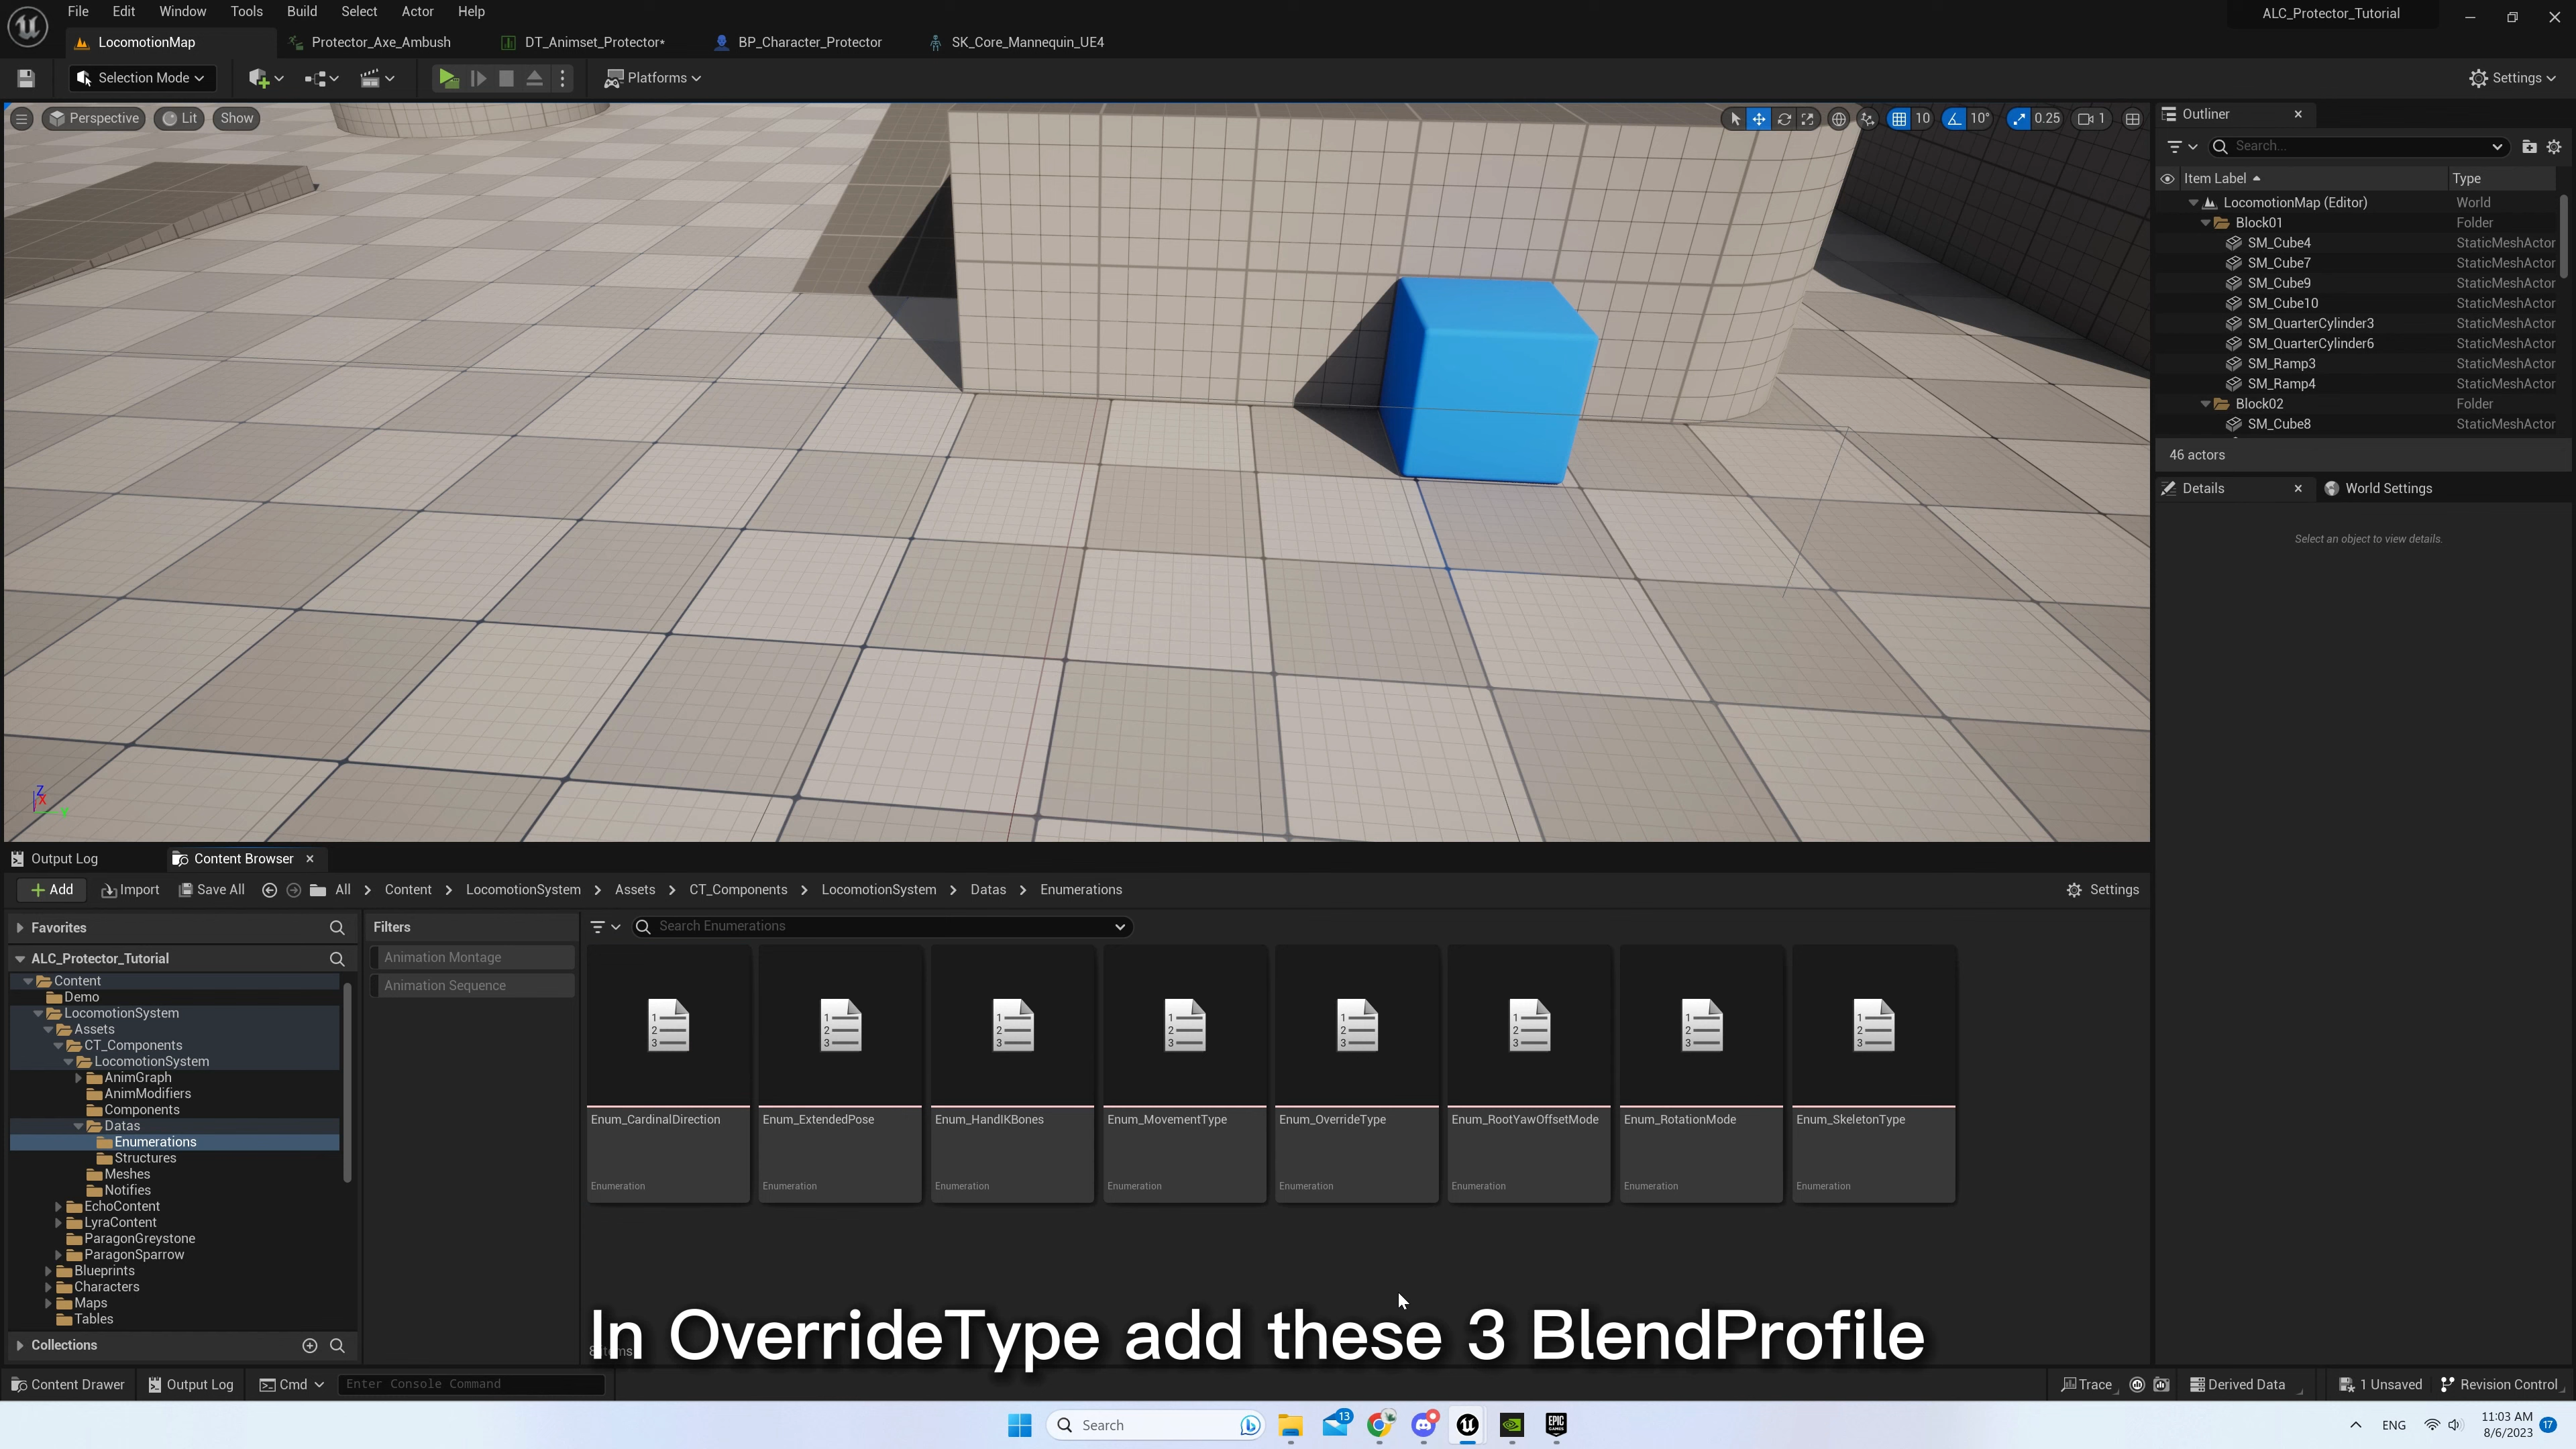 File Edit Window Tools Build Select Actor Help
ALC_Protector_Tutorial
LocomotionMap
Protector_Axe_Ambush
DT_Animset_Protector*
BP_Character_Protector
SK_Core_Mannequin_UE4
Selection Mode
Platforms
Settings
Perspective
Lit
Show
10
10°
0.25
1
Outliner
Search...
Item Label
Type
LocomotionMap (Editor) World
Block01 Folder
SM_Cube4 StaticMeshActor
SM_Cube7 StaticMeshActor
SM_Cube9 StaticMeshActor
SM_Cube10 StaticMeshActor
SM_QuarterCylinder3 StaticMeshActor
SM_QuarterCylinder6 StaticMeshActor
SM_Ramp3 StaticMeshActor
SM_Ramp4 StaticMeshActor
Block02 Folder
SM_Cube8 StaticMeshActor
46 actors
Details
World Settings
Select an object to view details.
Z
X
Output Log
Content Browser
Add
Import
Save All
All > Content > LocomotionSystem > Assets > CT_Components > LocomotionSystem > Datas > Enumerations
Settings
Favorites
ALC_Protector_Tutorial
Content
Demo
LocomotionSystem
Assets
CT_Components
LocomotionSystem
AnimGraph
AnimModifiers
Components
Datas
Enumerations
Structures
Meshes
Notifies
EchoContent
LyraContent
ParagonGreystone
ParagonSparrow
Blueprints
Characters
Maps
Tables
Collections
Filters
Animation Montage
Animation Sequence
Search Enumerations
Enum_CardinalDirection
Enumeration
Enum_ExtendedPose
Enumeration
Enum_HandIKBones
Enumeration
Enum_MovementType
Enumeration
Enum_OverrideType
Enumeration
Enum_RootYawOffsetMode
Enumeration
Enum_RotationMode
Enumeration
Enum_SkeletonType
Enumeration
In OverrideType add these 3 BlendProfile
Content Drawer
Output Log
Cmd
Enter Console Command
Trace
Derived Data
1 Unsaved
Revision Control
Search
13
EPIC GAMES
ENG
11:03 AM
8/6/2023
17